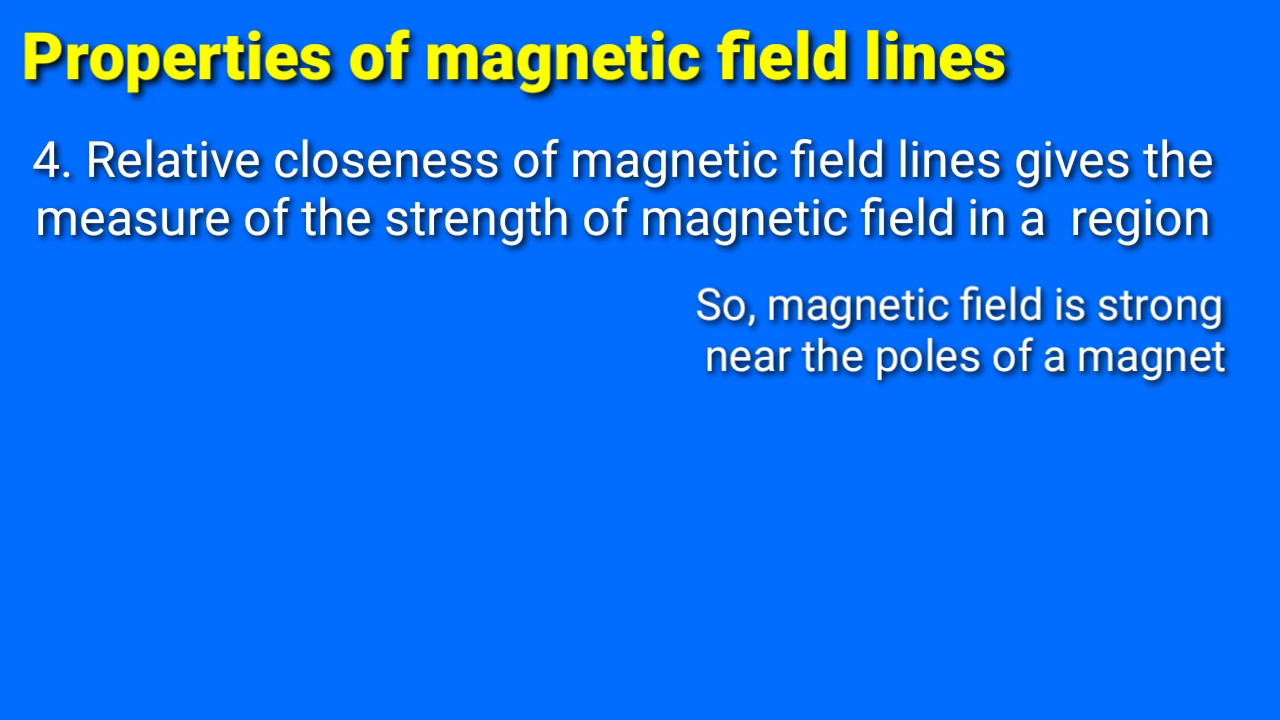 Properties of magnetic field lines
4. Relative closeness of magnetic field lines gives the
measure of the strength of magnetic field in a  region
So, magnetic field is strong
near the poles of a magnet